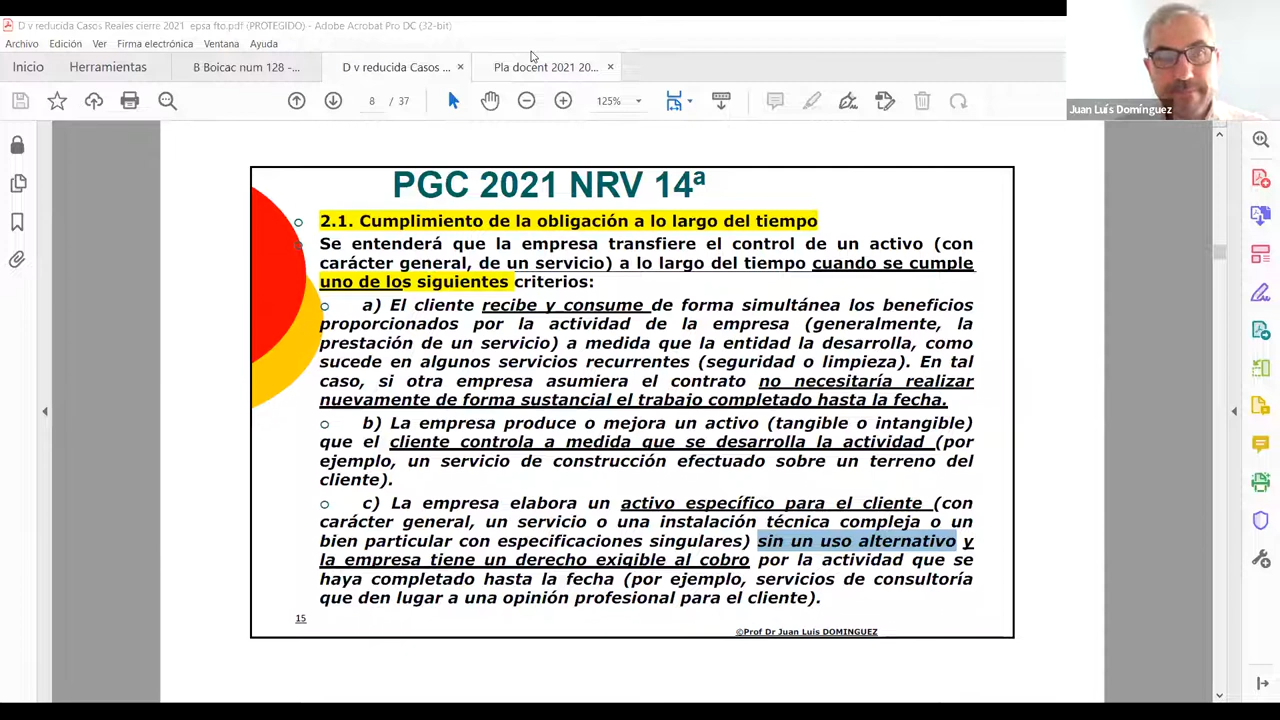 D v reducida Casos Reales cierre 2021 epsa fto.pdf (PROTEGIDO) - Adobe Acrobat Pro DC (32-bit)
Archivo Edición Ver Firma electrónica Ventana Ayuda
Inicio Herramientas B Boicac num 128 -... D v reducida Casos ... × Pla docent 2021 20... ×
8 / 37 125%
Juan Luís Domínguez
PGC 2021 NRV 14ª
2.1. Cumplimiento de la obligación a lo largo del tiempo
Se entenderá que la empresa transfiere el control de un activo (con
carácter general, de un servicio) a lo largo del tiempo cuando se cumple
uno de los siguientes criterios:
a) El cliente recibe y consume de forma simultánea los beneficios
proporcionados por la actividad de la empresa (generalmente, la
prestación de un servicio) a medida que la entidad la desarrolla, como
sucede en algunos servicios recurrentes (seguridad o limpieza). En tal
caso, si otra empresa asumiera el contrato no necesitaría realizar
nuevamente de forma sustancial el trabajo completado hasta la fecha.
b) La empresa produce o mejora un activo (tangible o intangible)
que el cliente controla a medida que se desarrolla la actividad (por
ejemplo, un servicio de construcción efectuado sobre un terreno del
cliente).
c) La empresa elabora un activo específico para el cliente (con
carácter general, un servicio o una instalación técnica compleja o un
bien particular con especificaciones singulares) sin un uso alternativo y
la empresa tiene un derecho exigible al cobro por la actividad que se
haya completado hasta la fecha (por ejemplo, servicios de consultoría
que den lugar a una opinión profesional para el cliente).
15
©Prof Dr Juan Luis DOMINGUEZ